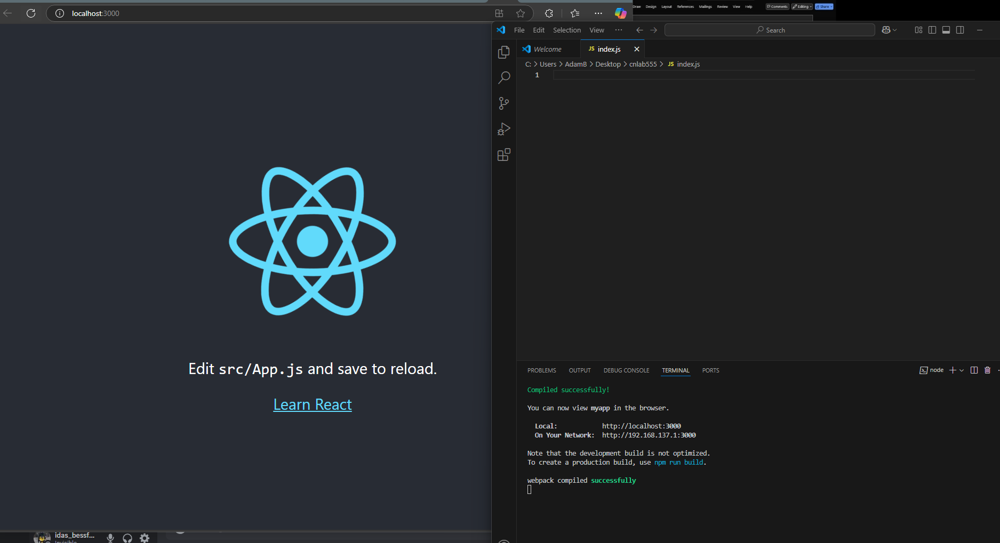 localhost:3000
Draw Design Layout References Mailings Review View Help Comments Editing Share
File Edit Selection View ··· Search
Welcome JS index.js
C: > Users > AdamB > Desktop > cnlab555 > JS index.js
1
Edit src/App.js and save to reload.
Learn React
PROBLEMS OUTPUT DEBUG CONSOLE TERMINAL PORTS node
Compiled successfully!
You can now view myapp in the browser.
Local: http://localhost:3000
On Your Network: http://192.168.137.1:3000
Note that the development build is not optimized.
To create a production build, use npm run build.
webpack compiled successfully
idas_bessf...
Invisible